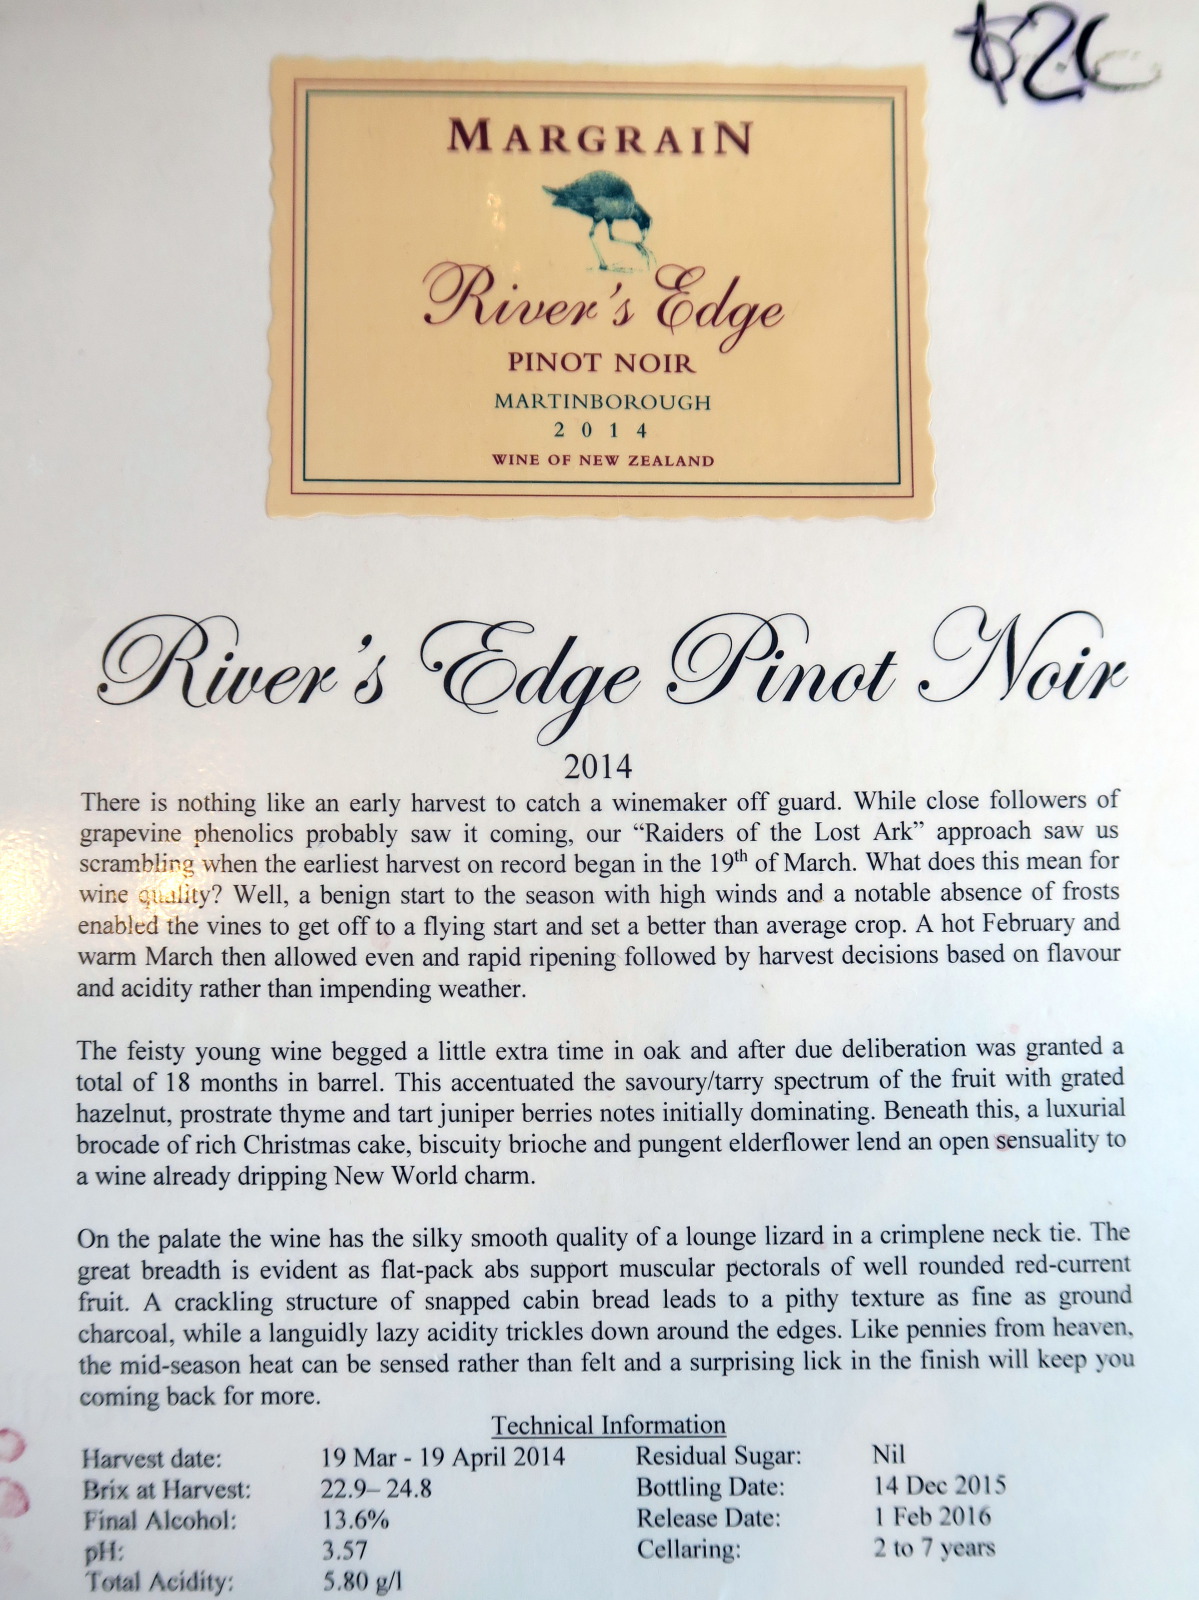 $26
MARGRAIN
River's Edge
PINOT NOIR
MARTINBOROUGH
2014
WINE OF NEW ZEALAND
River's Edge Pinot Noir
2014
There is nothing like an early harvest to catch a winemaker off guard. While close followers of
grapevine phenolics probably saw it coming, our “Raiders of the Lost Ark” approach saw us
scrambling when the earliest harvest on record began in the 19th of March. What does this mean for
wine quality? Well, a benign start to the season with high winds and a notable absence of frosts
enabled the vines to get off to a flying start and set a better than average crop. A hot February and
warm March then allowed even and rapid ripening followed by harvest decisions based on flavour
and acidity rather than impending weather.
The feisty young wine begged a little extra time in oak and after due deliberation was granted a
total of 18 months in barrel. This accentuated the savoury/tarry spectrum of the fruit with grated
hazelnut, prostrate thyme and tart juniper berries notes initially dominating. Beneath this, a luxurial
brocade of rich Christmas cake, biscuity brioche and pungent elderflower lend an open sensuality to
a wine already dripping New World charm.
On the palate the wine has the silky smooth quality of a lounge lizard in a crimplene neck tie. The
great breadth is evident as flat-pack abs support muscular pectorals of well rounded red-current
fruit. A crackling structure of snapped cabin bread leads to a pithy texture as fine as ground
charcoal, while a languidly lazy acidity trickles down around the edges. Like pennies from heaven,
the mid-season heat can be sensed rather than felt and a surprising lick in the finish will keep you
coming back for more.
Technical Information
Harvest date: 19 Mar - 19 April 2014 Residual Sugar: Nil
Brix at Harvest: 22.9– 24.8 Bottling Date: 14 Dec 2015
Final Alcohol: 13.6% Release Date: 1 Feb 2016
pH: 3.57 Cellaring: 2 to 7 years
Total Acidity: 5.80 g/l